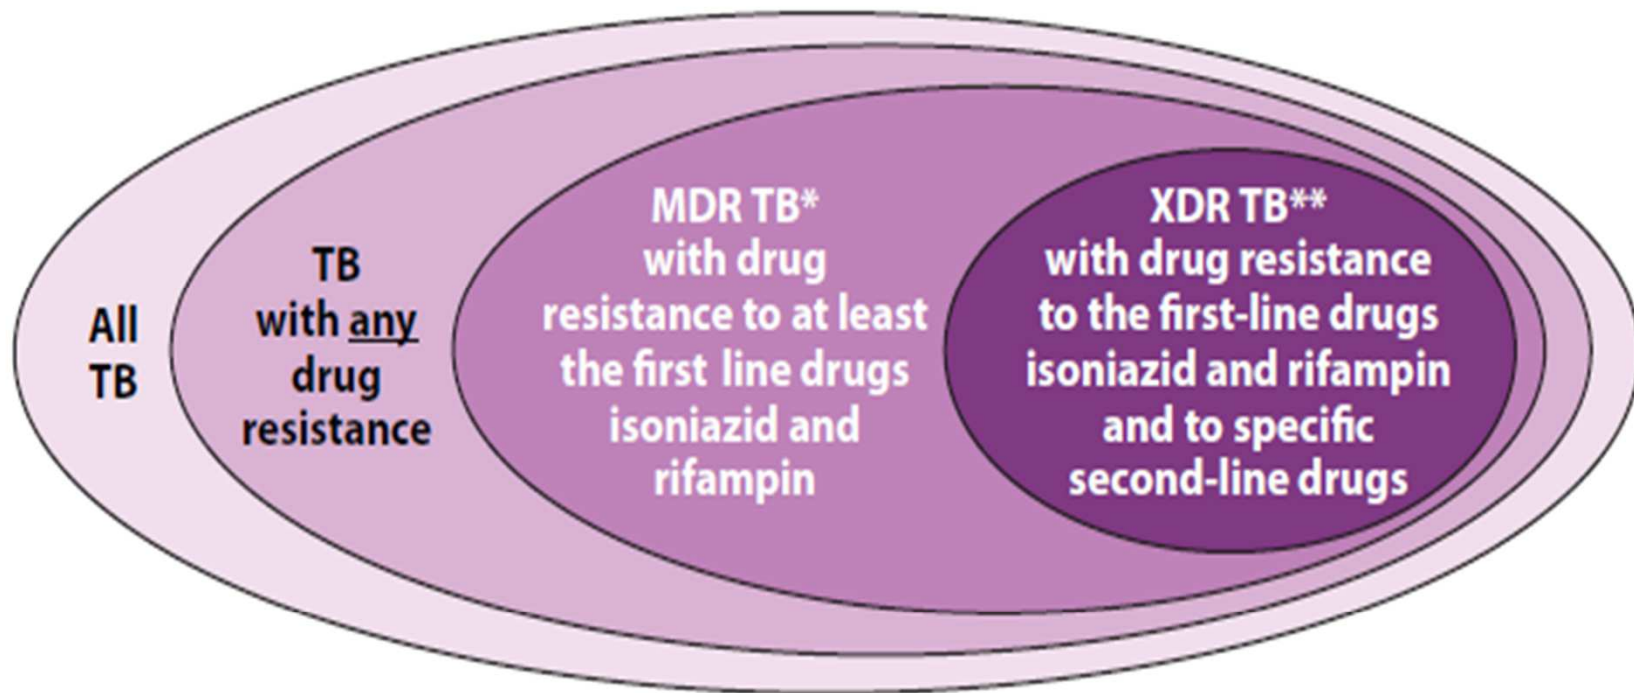 All
TB
TB
with any
drug
resistance
MDR TB*
with drug
resistance to at least
the first line drugs
isoniazid and
rifampin
XDR TB**
with drug resistance
to the first-line drugs
isoniazid and rifampin
and to specific
second-line drugs